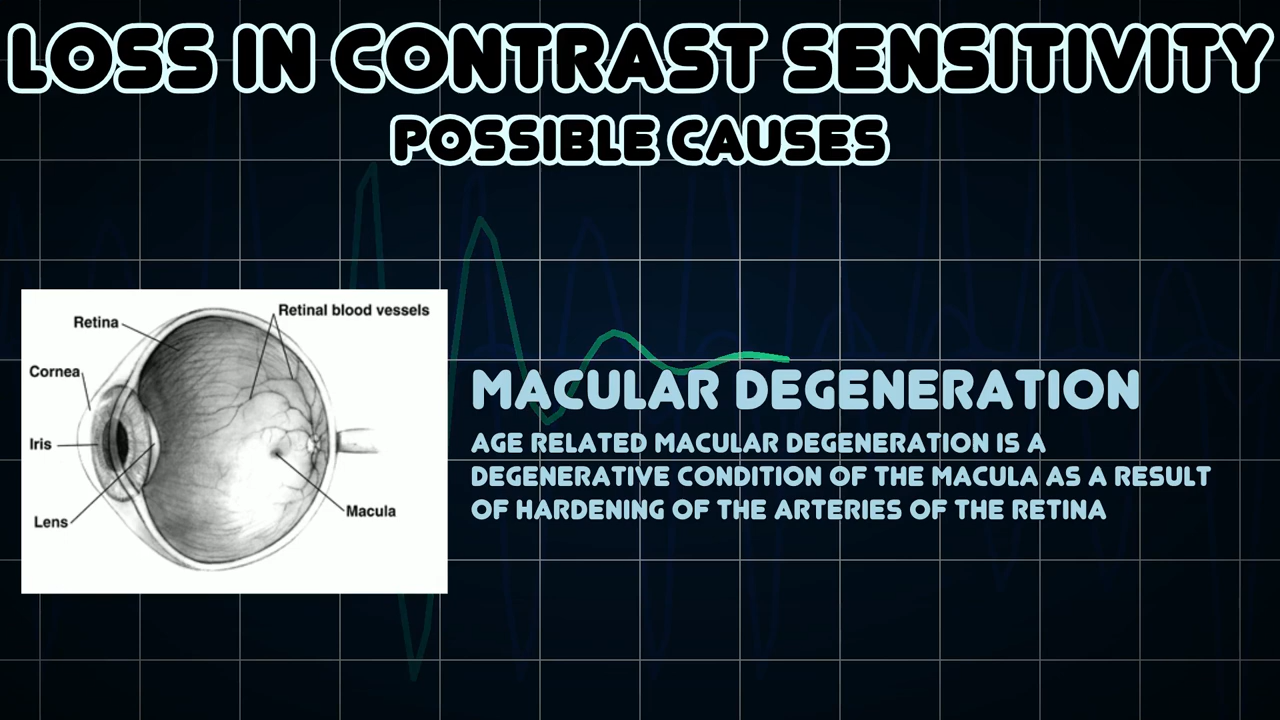 LOSS IN CONTRAST SENSITIVITY
POSSIBLE CAUSES
Retinal blood vessels
Retina
Cornea
Iris
Lens
Macula
MACULAR DEGENERATION
AGE RELATED MACULAR DEGENERATION IS A
DEGENERATIVE CONDITION OF THE MACULA AS A RESULT
OF HARDENING OF THE ARTERIES OF THE RETINA